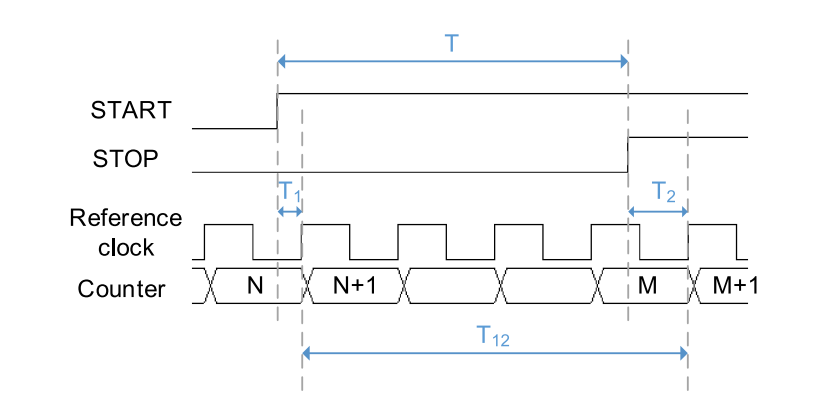 T
START
STOP
T1 T2
Reference
clock
Counter N N+1 M M+1
T12